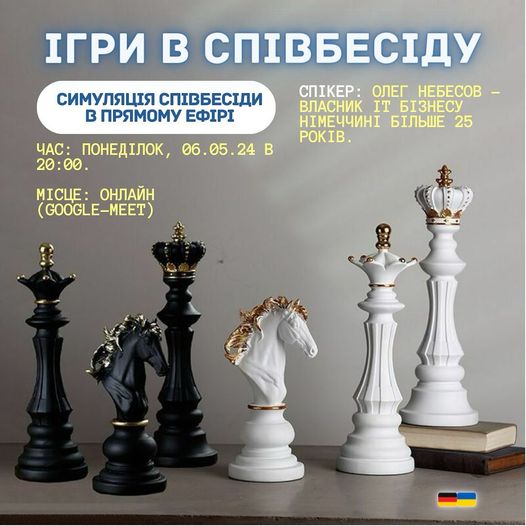 ІГРИ В СПІВБЕСІДУ
СИМУЛЯЦІЯ СПІВБЕСІДИ
В ПРЯМОМУ ЕФІРІ
ЧАС: ПОНЕДІЛОК, 06.05.24 В
20:00.
МІСЦЕ: ОНЛАЙН
(GOOGLE-MEET)
СПІКЕР: ОЛЕГ НЕБЕСОВ -
ВЛАСНИК ІТ БІЗНЕСУ
НІМЕЧЧИНІ БІЛЬШЕ 25
РОКІВ.